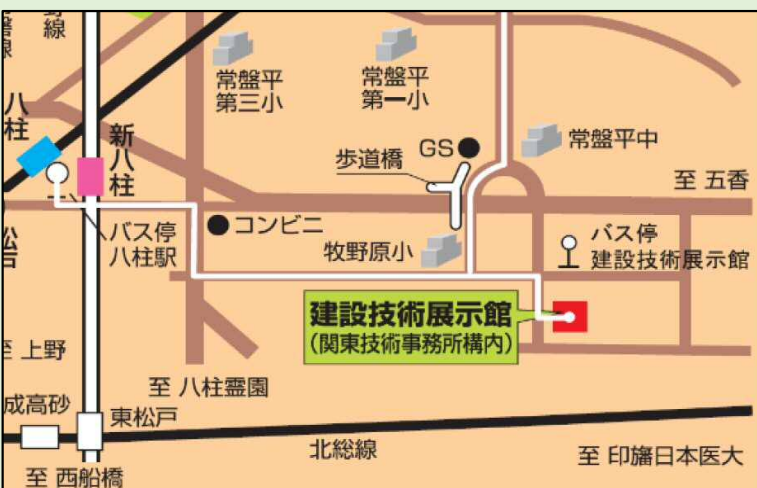 線
八柱
新八柱
常盤平
第三小
常盤平
第一小
歩道橋
GS
常盤平中
至 五香
バス停
八柱駅
コンビニ
牧野原小
バス停
建設技術展示館
建設技術展示館
(関東技術事務所構内)
至 上野
至 八柱霊園
成高砂
東松戸
北総線
至 印旛日本医大
至 西船橋